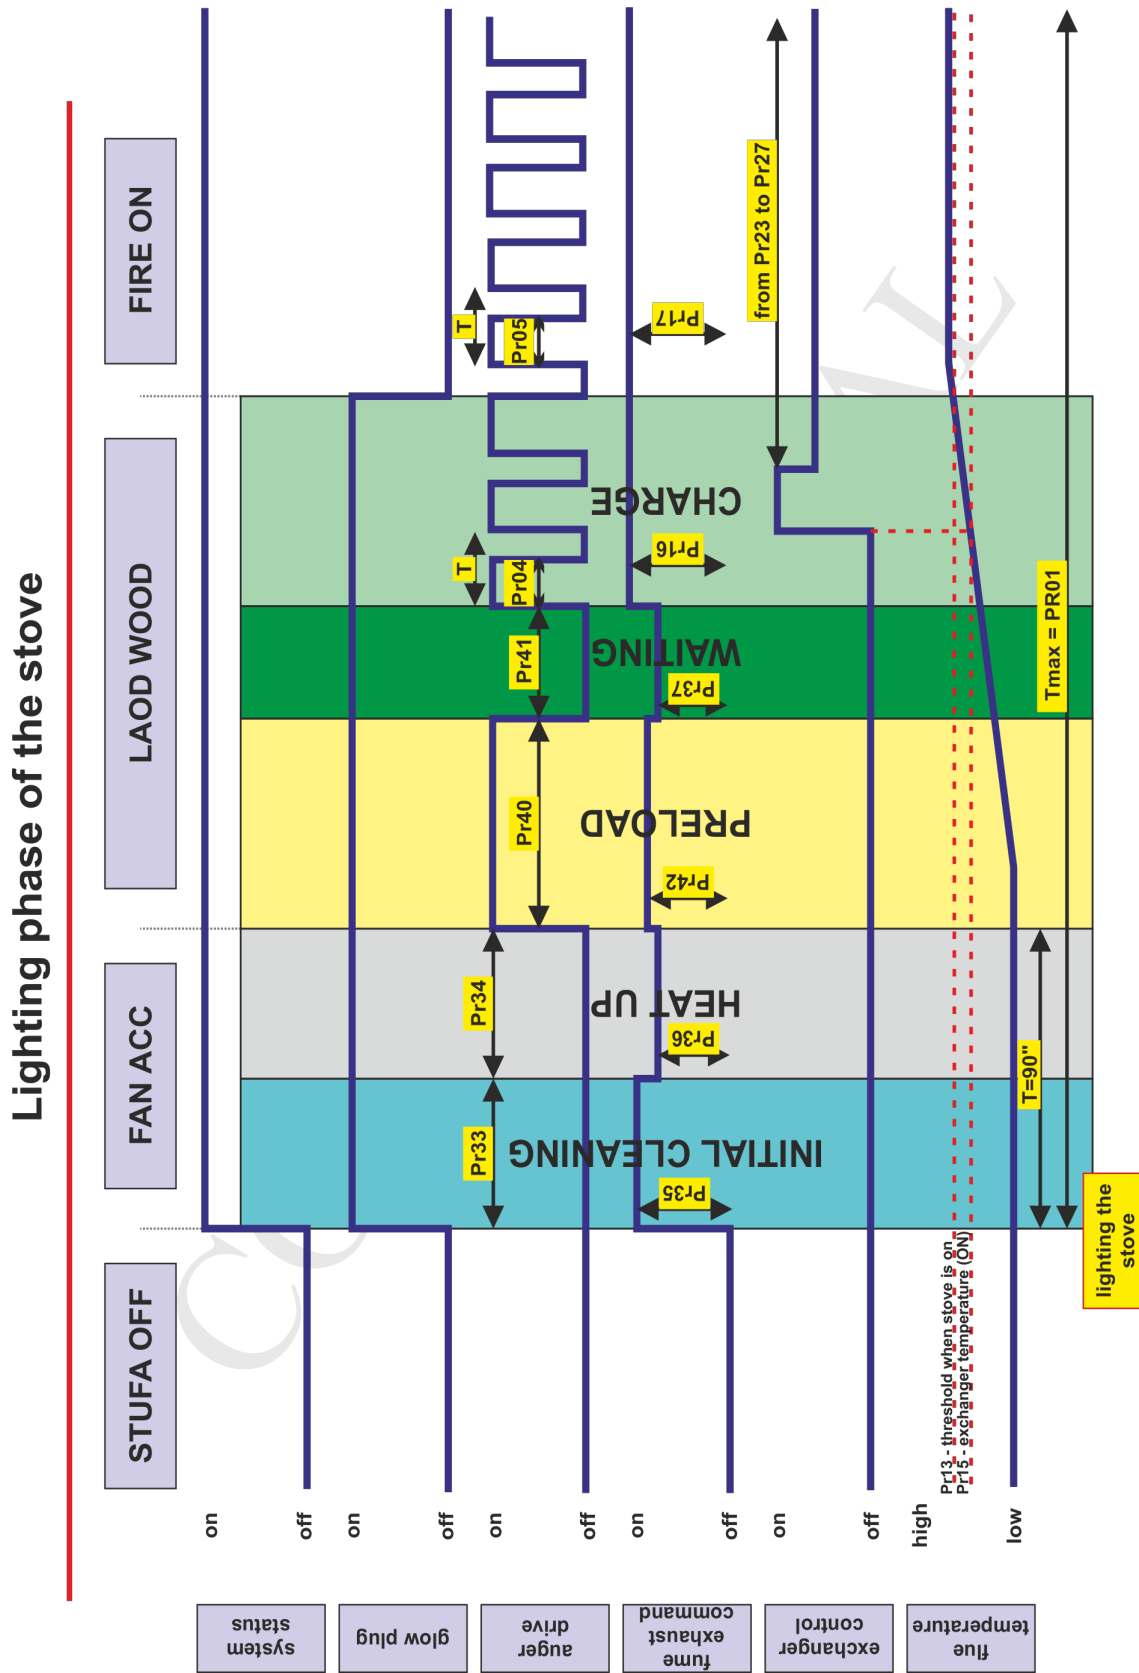 Lighting phase of the stove
STUFA OFF
FAN ACC
LAOD WOOD
FIRE ON
system
status
on
off
glow plug
on
off
auger
drive
on
off
Pr33
Pr34
Pr40
Pr41
Pr04
T
Pr05
T
fume
exhaust
command
on
off
INITIAL CLEANING
HEAT UP
PRELOAD
WAITING
CHARGE
Pr35
Pr36
Pr42
Pr37
Pr16
Pr17
exchanger
control
on
off
from Pr23 to Pr27
flue
temperature
high
low
Pr13 - threshold when stove is on
Pr15 - exchanger temperature (ON)
T=90"
Tmax = PR01
lighting the
stove